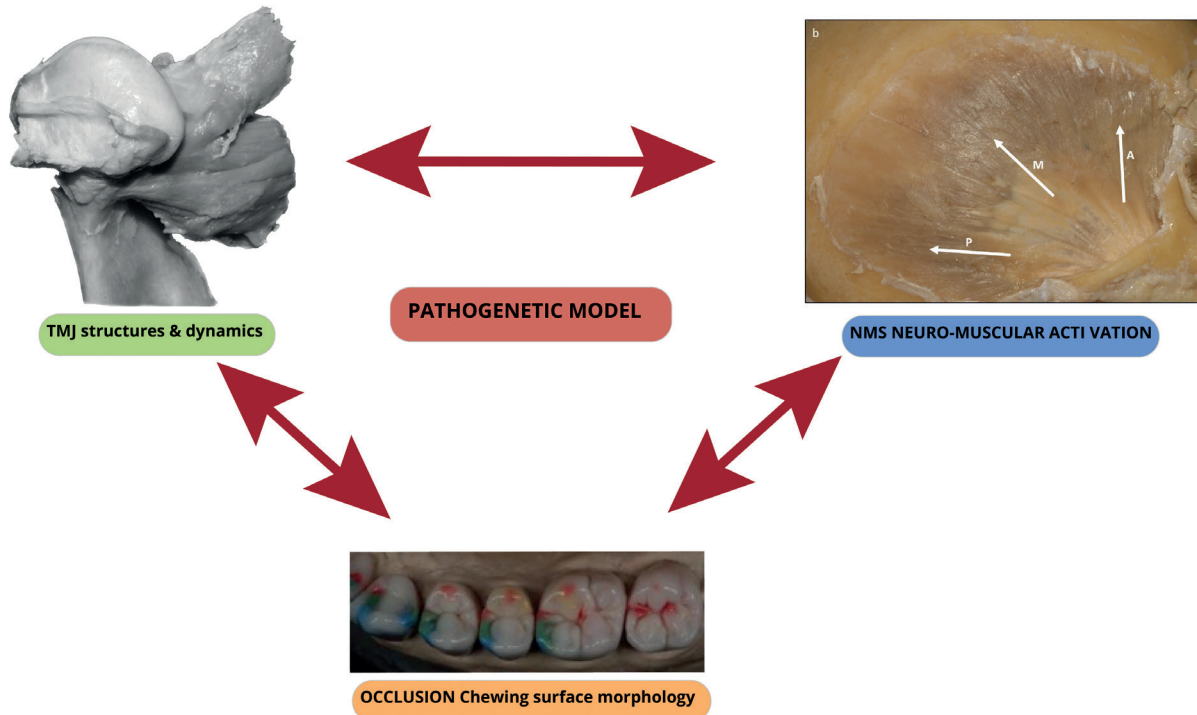 b
M
A
P
TMJ structures & dynamics
PATHOGENETIC MODEL
NMS NEURO-MUSCULAR ACTI VATION
OCCLUSION Chewing surface morphology